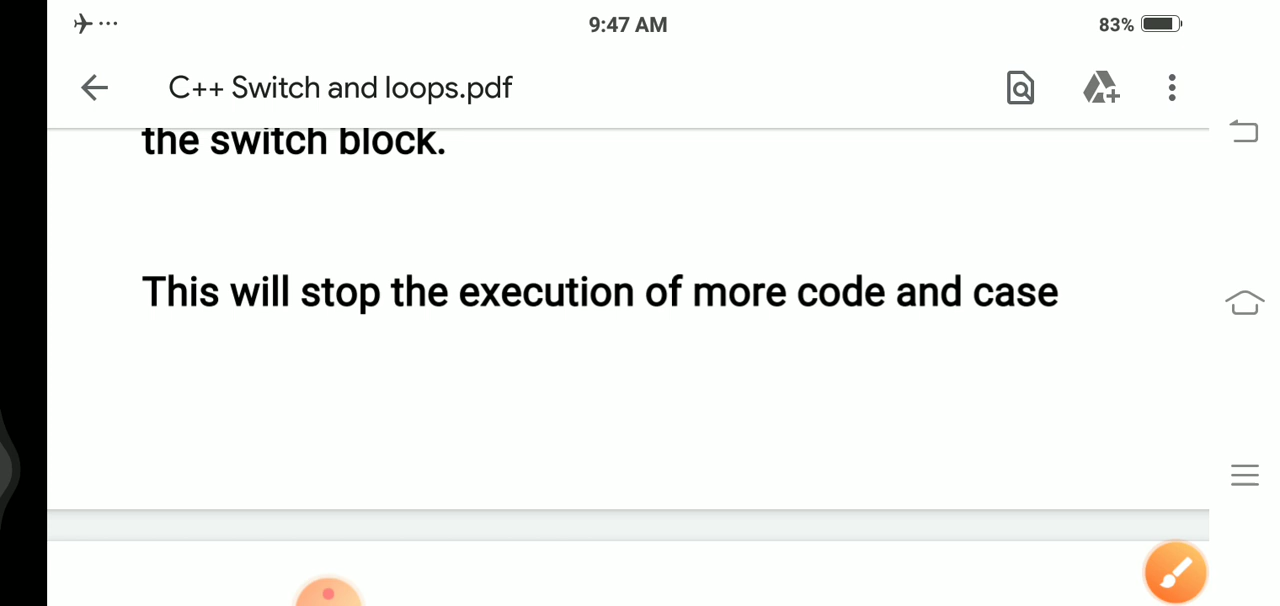 9:47 AM
83%
C++ Switch and loops.pdf
the switch block.
This will stop the execution of more code and case